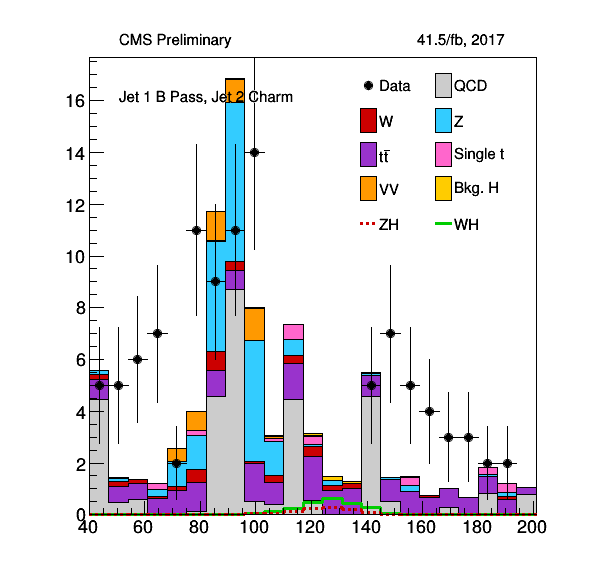 CMS Preliminary 41.5/fb, 2017
Jet 1 B Pass, Jet 2 Charm
Data QCD
W Z
tt̄ Single t
VV Bkg. H
ZH WH
16
14
12
10
8
6
4
2
0
40 60 80 100 120 140 160 180 200